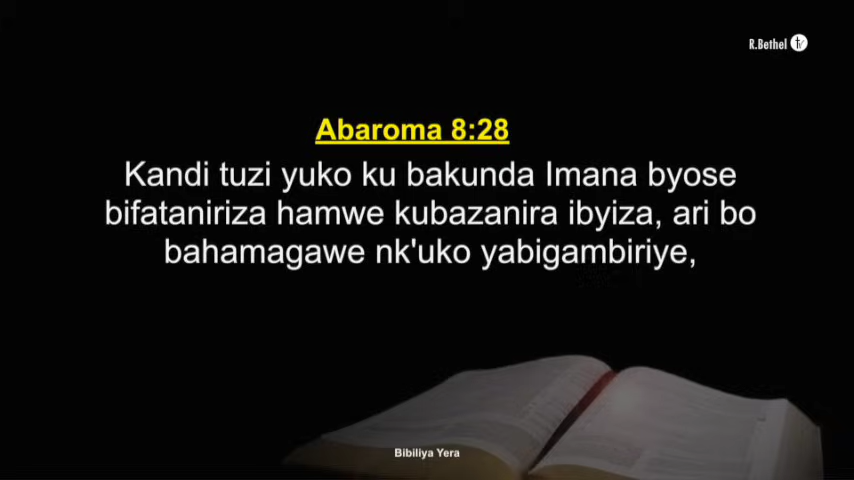 R.Bethel tv
Abaroma 8:28
Kandi tuzi yuko ku bakunda Imana byose
bifataniriza hamwe kubazanira ibyiza, ari bo
bahamagawe nk'uko yabigambiriye,
Bibiliya Yera